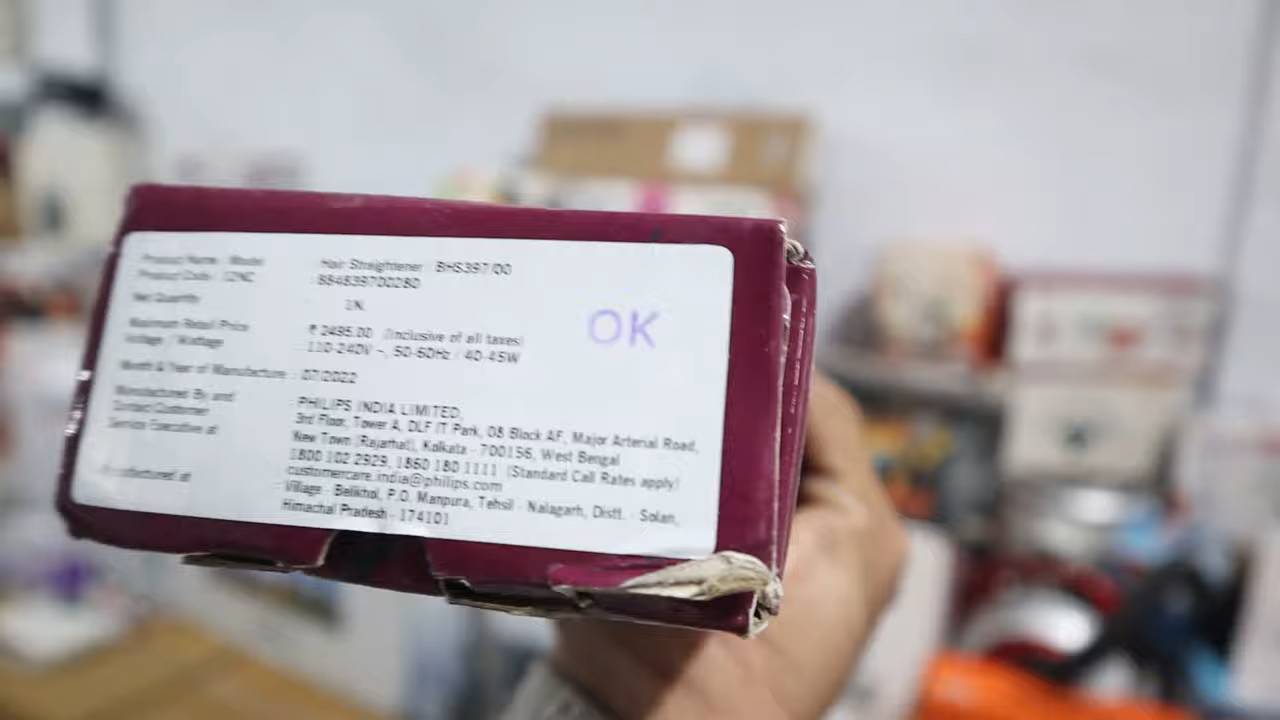 Product Name - Model : Hair Straightener BHS397/00
Product Code / 12NC : 884839700280
Net Quantity : 1N.
Maximum Retail Price : ₹ 2495.00 (Inclusive of all taxes)
Voltage / Wattage : 110-240V ~, 50-60Hz / 40-45W
Month & Year of Manufacture : 07/2022
Manufactured By and : PHILIPS INDIA LIMITED,
Contact Customer 3rd Floor, Tower A, DLF IT Park, 08 Block AF, Major Arterial Road,
Service Executive at New Town (Rajarhat), Kolkata - 700156, West Bengal
1800 102 2929, 1860 180 1111 (Standard Call Rates apply)
customercare.india@philips.com
Manufactured at : Village - Belikhol, P.O. Manpura, Tehsil - Nalagarh, Distt. - Solan,
Himachal Pradesh - 174101
OK